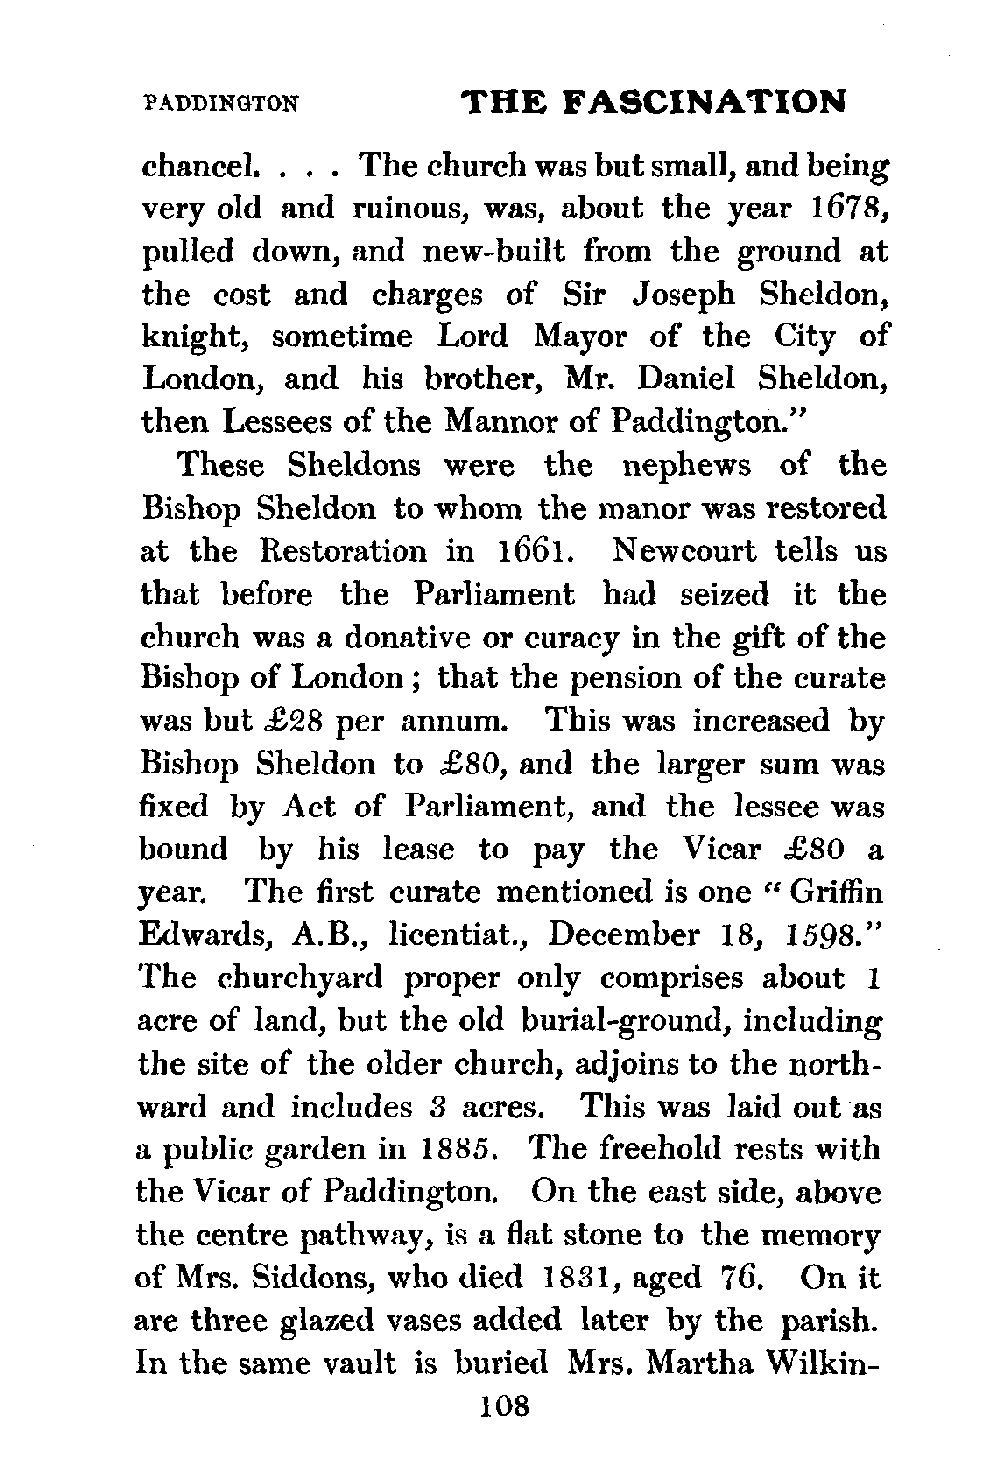 PADDINGTON THE FASCINATION
chancel. . . . The church was but small, and being
very old and ruinous, was, about the year 1678,
pulled down, and new-built from the ground at
the cost and charges of Sir Joseph Sheldon,
knight, sometime Lord Mayor of the City of
London, and his brother, Mr. Daniel Sheldon,
then Lessees of the Mannor of Paddington."
These Sheldons were the nephews of the
Bishop Sheldon to whom the manor was restored
at the Restoration in 1661. Newcourt tells us
that before the Parliament had seized it the
church was a donative or curacy in the gift of the
Bishop of London ; that the pension of the curate
was but £28 per annum. This was increased by
Bishop Sheldon to £80, and the larger sum was
fixed by Act of Parliament, and the lessee was
bound by his lease to pay the Vicar £80 a
year. The first curate mentioned is one " Griffin
Edwards, A.B., licentiat., December 18, 1598."
The churchyard proper only comprises about 1
acre of land, but the old burial-ground, including
the site of the older church, adjoins to the north-
ward and includes 3 acres. This was laid out as
a public garden in 1885. The freehold rests with
the Vicar of Paddington. On the east side, above
the centre pathway, is a flat stone to the memory
of Mrs. Siddons, who died 1831, aged 76. On it
are three glazed vases added later by the parish.
In the same vault is buried Mrs. Martha Wilkin-
108